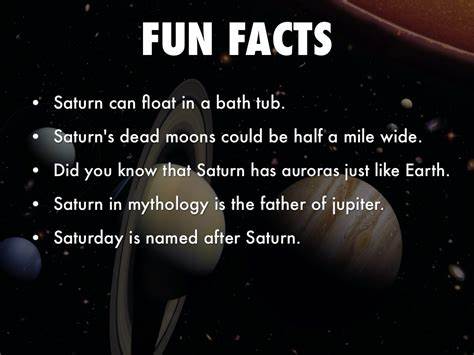 FUN FACTS
• Saturn can float in a bath tub.
• Saturn's dead moons could be half a mile wide.
• Did you know that Saturn has auroras just like Earth.
• Saturn in mythology is the father of jupiter.
• Saturday is named after Saturn.